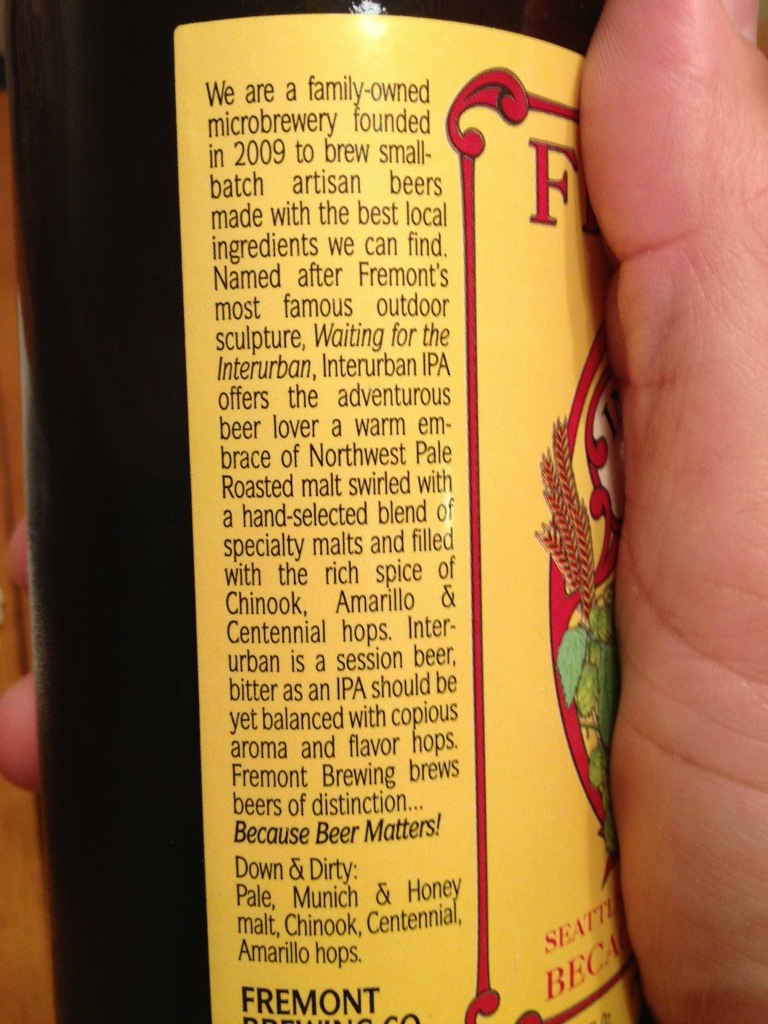 We are a family-owned
microbrewery founded
in 2009 to brew small-
batch artisan beers
made with the best local
ingredients we can find.
Named after Fremont's
most famous outdoor
sculpture, Waiting for the
Interurban, Interurban IPA
offers the adventurous
beer lover a warm em-
brace of Northwest Pale
Roasted malt swirled with
a hand-selected blend of
specialty malts and filled
with the rich spice of
Chinook, Amarillo &
Centennial hops. Inter-
urban is a session beer,
bitter as an IPA should be
yet balanced with copious
aroma and flavor hops.
Fremont Brewing brews
beers of distinction...
Because Beer Matters!
Down & Dirty:
Pale, Munich & Honey
malt, Chinook, Centennial,
Amarillo hops.
FREMONT
BREWING CO
F
SEATTL
BECA